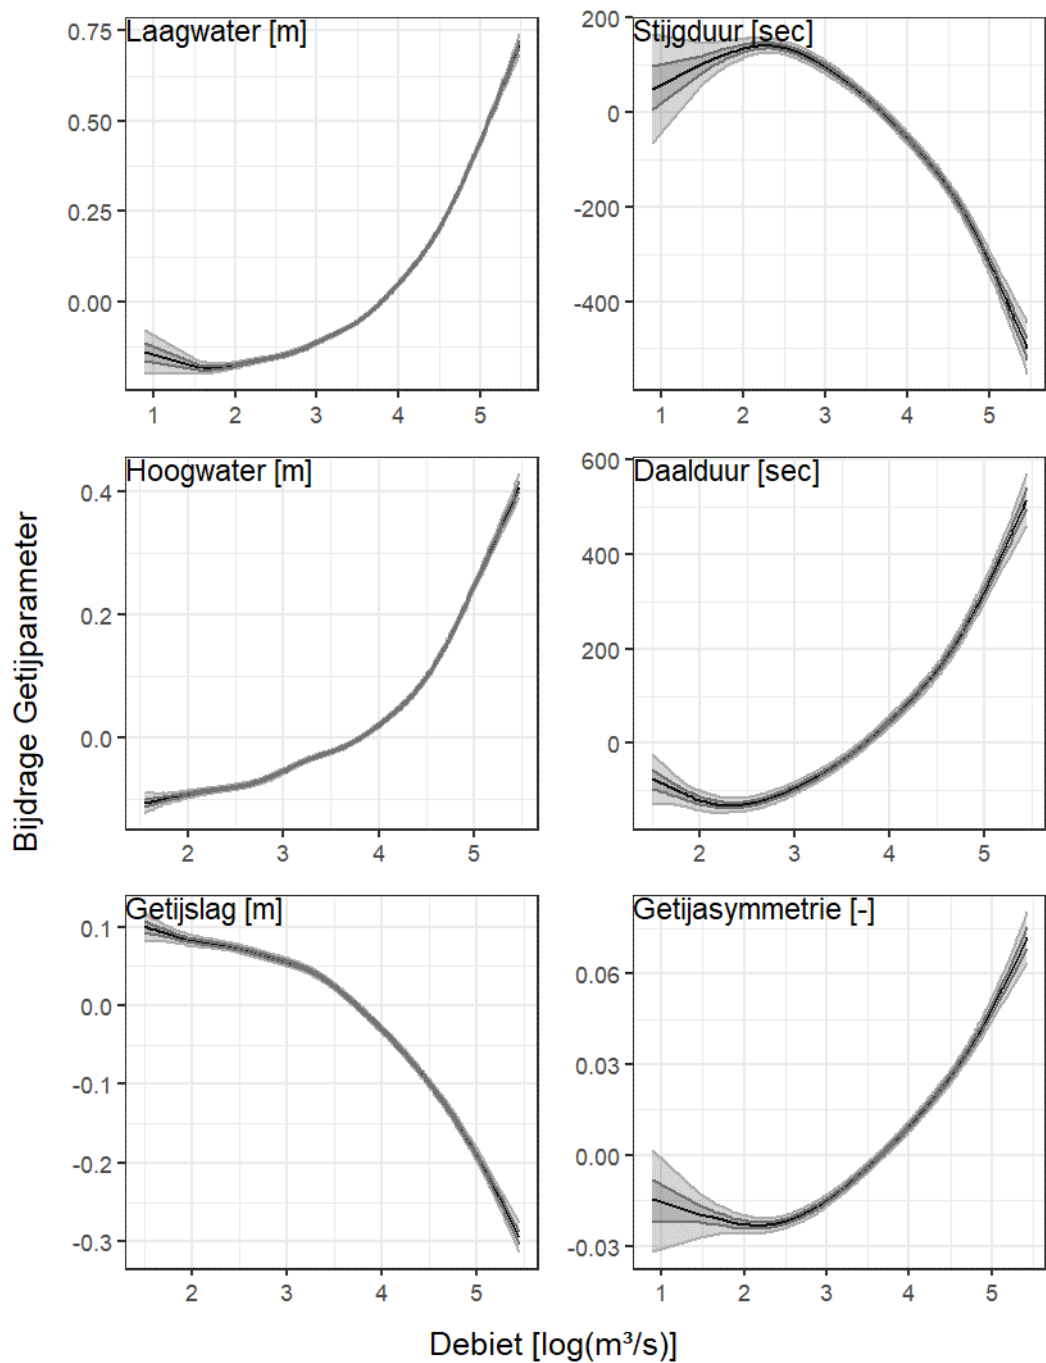 Laagwater [m]
0.75
0.50
0.25
0.00
1 2 3 4 5
Stijgduur [sec]
200
0
-200
-400
1 2 3 4 5
Hoogwater [m]
0.4
0.2
0.0
2 3 4 5
Daalduur [sec]
600
400
200
0
2 3 4 5
Getijslag [m]
0.1
0.0
-0.1
-0.2
-0.3
2 3 4 5
Getijasymmetrie [-]
0.06
0.03
0.00
-0.03
1 2 3 4 5
Bijdrage Getijparameter
Debiet [log(m³/s)]